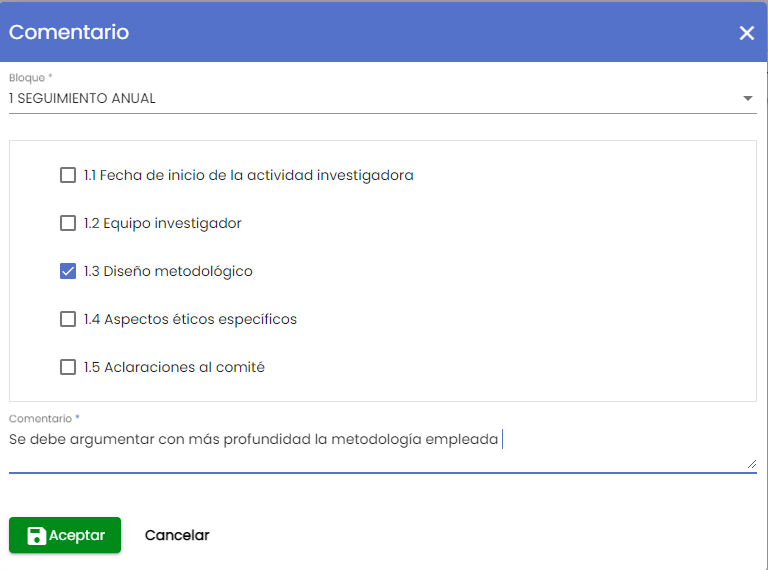 Comentario
Bloque *
1 SEGUIMIENTO ANUAL
1.1 Fecha de inicio de la actividad investigadora
1.2 Equipo investigador
1.3 Diseño metodológico
1.4 Aspectos éticos específicos
1.5 Aclaraciones al comité
Comentario *
Se debe argumentar con más profundidad la metodología empleada
Aceptar
Cancelar